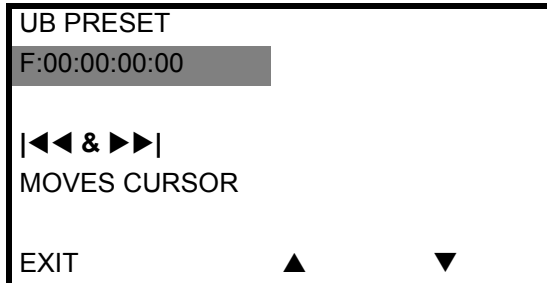 UB PRESET
F:00:00:00:00
|◀◀ & ▶▶|
MOVES CURSOR
EXIT ▲ ▼